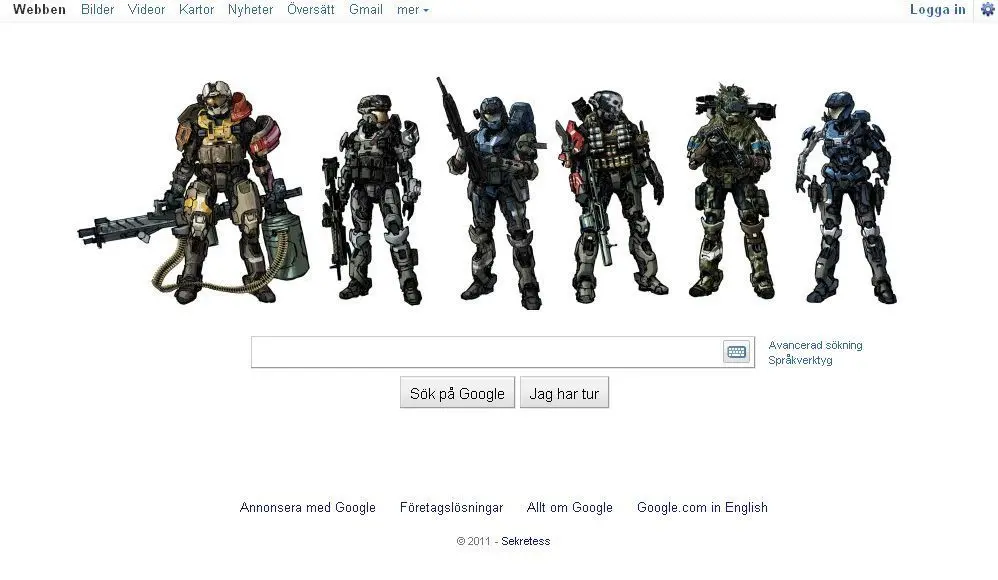 Webben Bilder Videor Kartor Nyheter Översätt Gmail mer Logga in
Avancerad sökning
Språkverktyg
Sök på Google Jag har tur
Annonsera med Google Företagslösningar Allt om Google Google.com in English
© 2011 - Sekretess